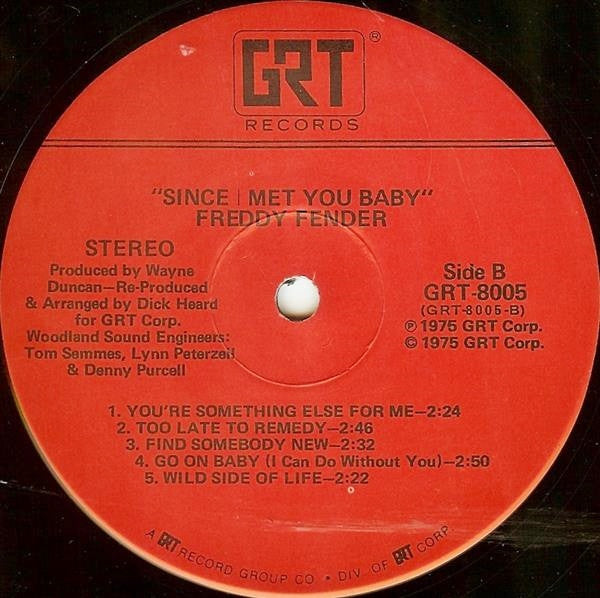 GRT
®
RECORDS
"SINCE I MET YOU BABY"
FREDDY FENDER
STEREO
Produced by Wayne
Duncan—Re-Produced
& Arranged by Dick Heard
for GRT Corp.
Woodland Sound Engineers:
Tom Semmes, Lynn Peterzell
& Denny Purcell
Side B
GRT-8005
(GRT-8005-B)
℗ 1975 GRT Corp.
© 1975 GRT Corp.
1. YOU'RE SOMETHING ELSE FOR ME—2:24
2. TOO LATE TO REMEDY—2:46
3. FIND SOMEBODY NEW—2:32
4. GO ON BABY (I Can Do Without You)—2:50
5. WILD SIDE OF LIFE—2:22
A GRT RECORD GROUP CO • DIV. OF GRT CORP.